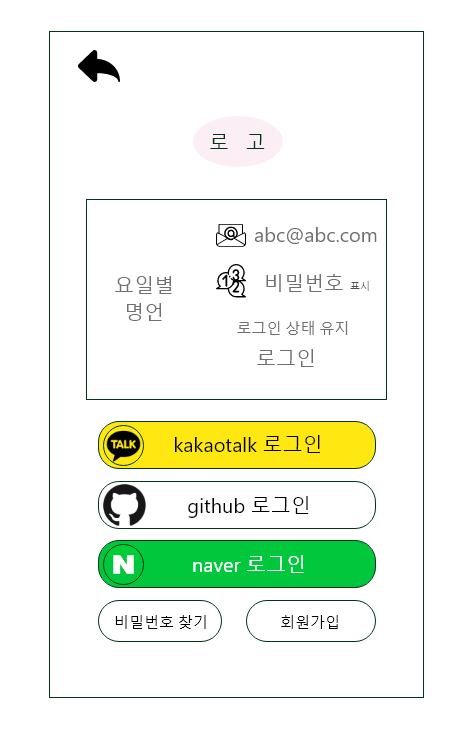 로 고
abc@abc.com
요일별
명언
비밀번호 표시
로그인 상태 유지
로그인
TALK
kakaotalk 로그인
github 로그인
N
naver 로그인
비밀번호 찾기
회원가입